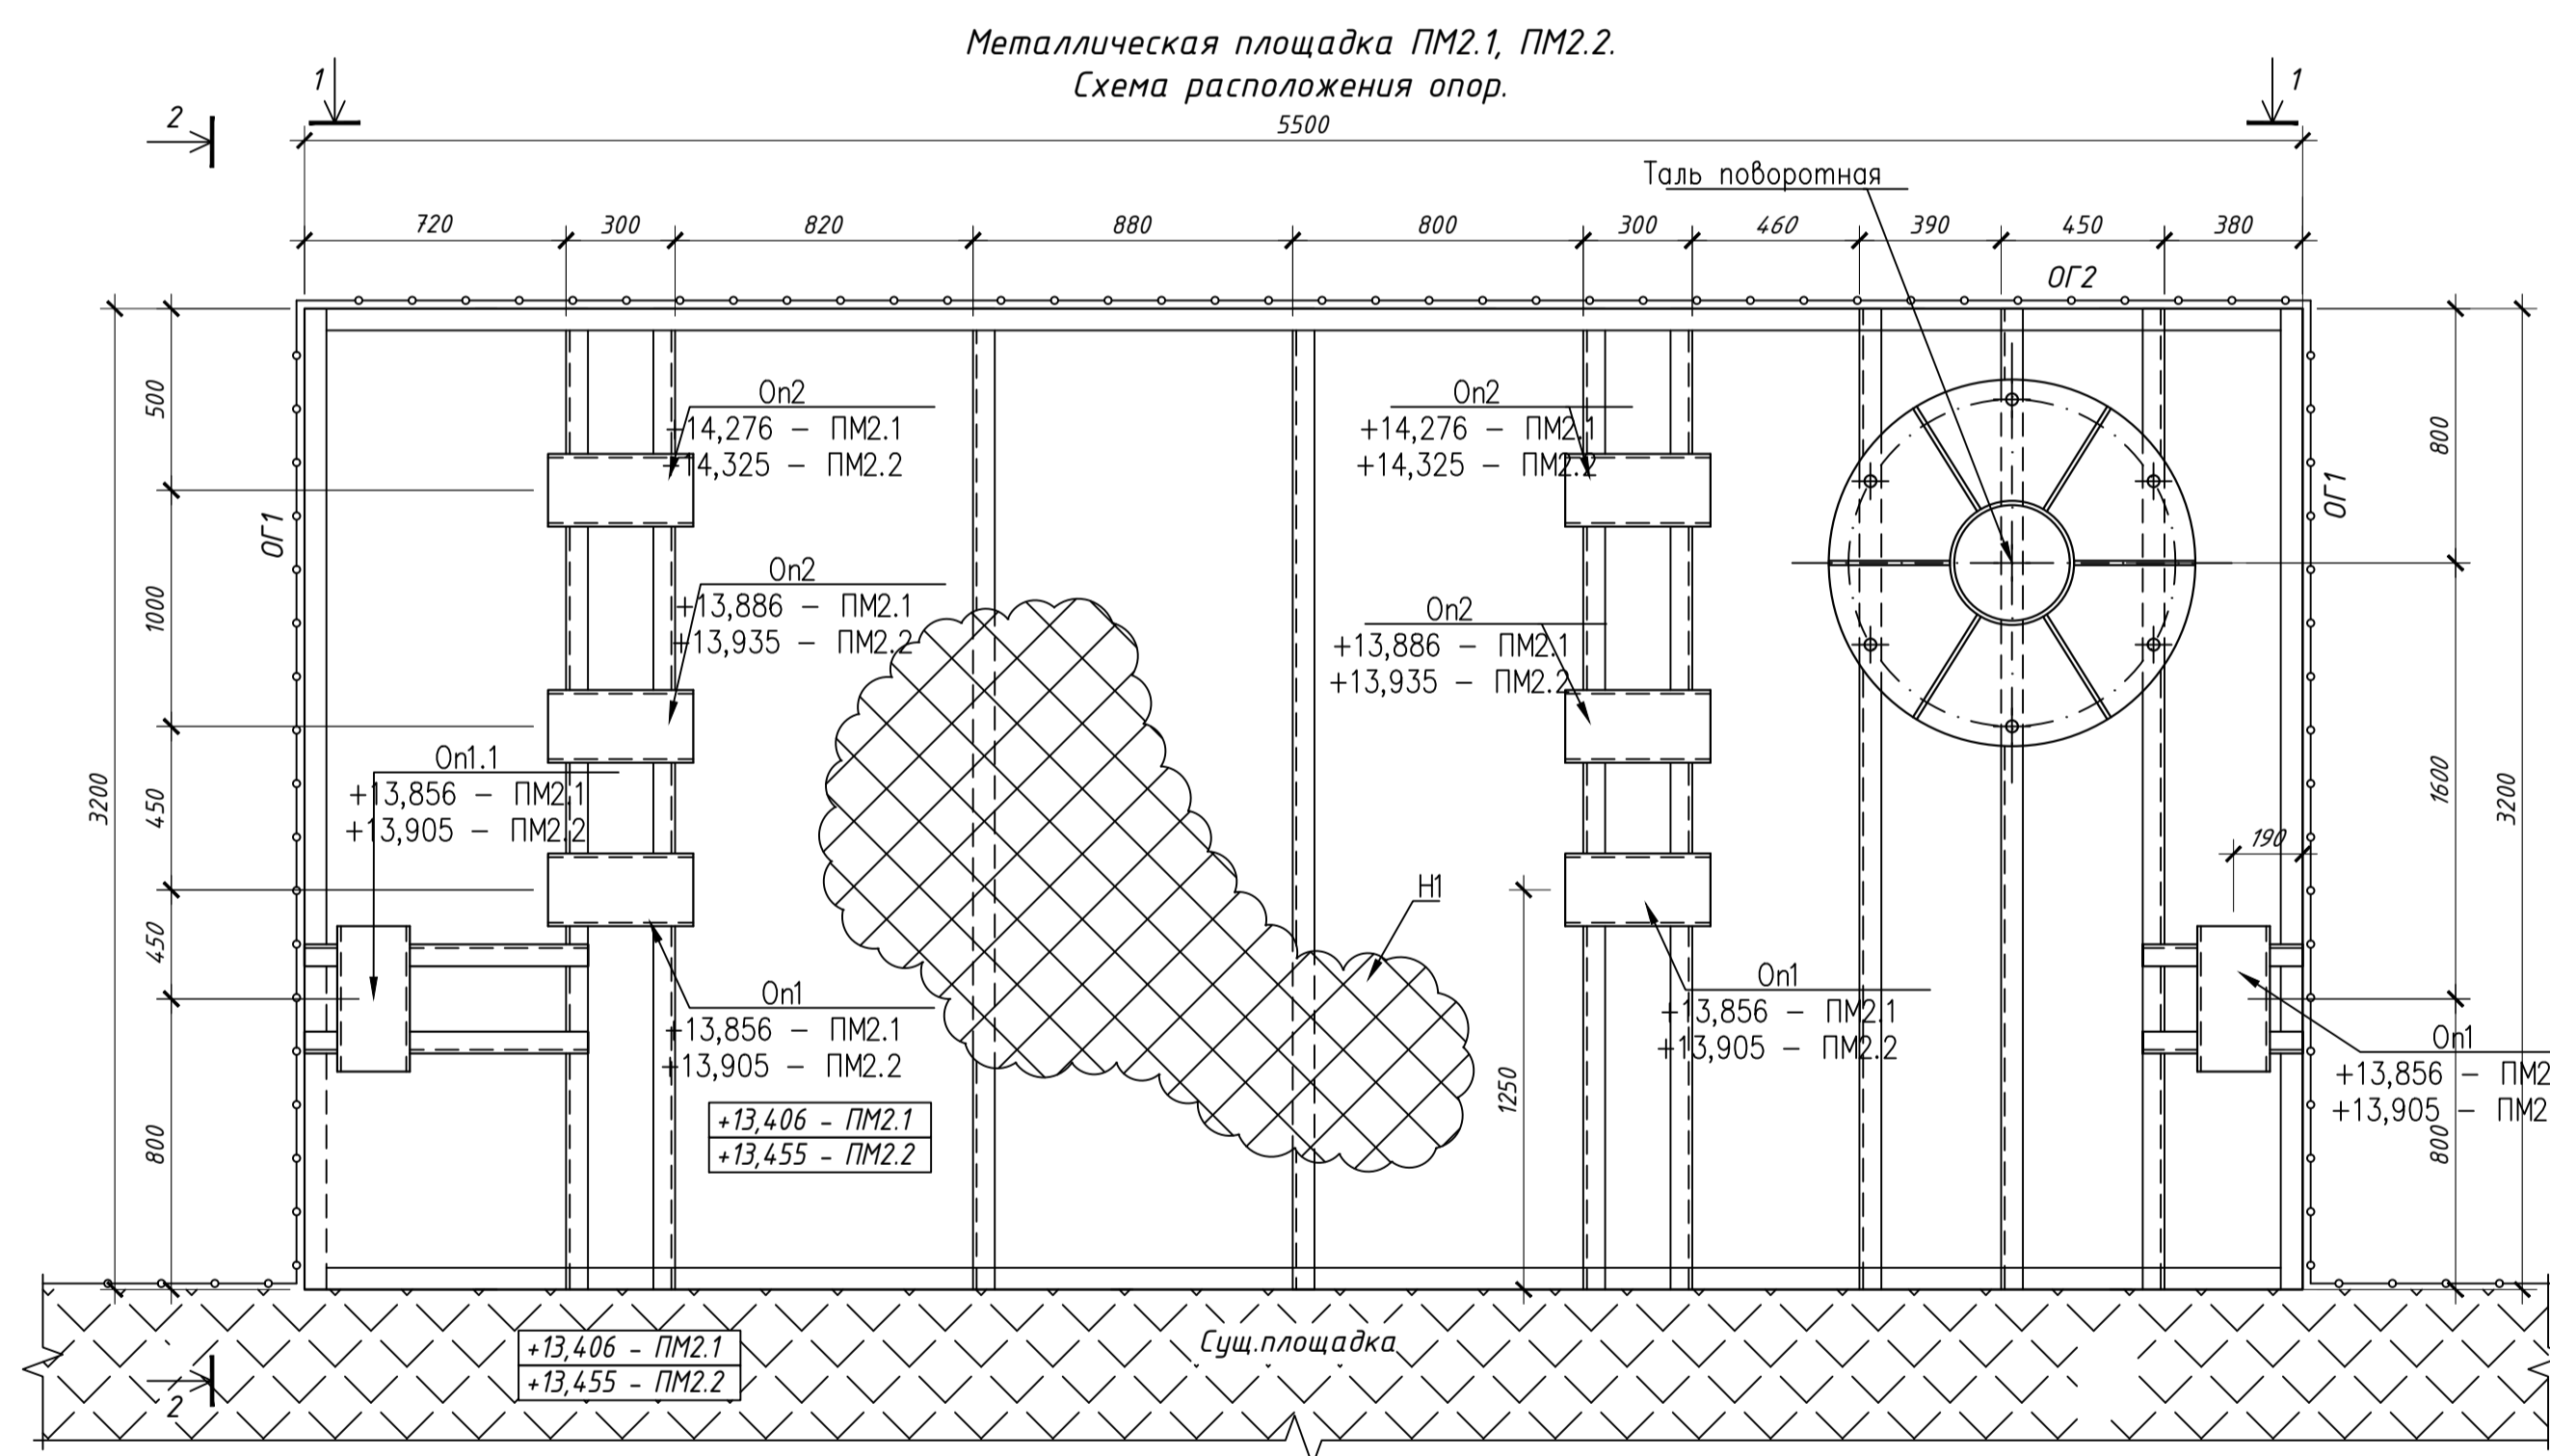 Металлическая площадка ПМ2.1, ПМ2.2.
Схема расположения опор.
1
1
2
5500
Таль поворотная
720
300
820
880
800
300
460
390
450
380
ОГ2
Оп2
+14,276 – ПМ2.1
+14,325 – ПМ2.2
Оп2
+14,276 – ПМ2.1
+14,325 – ПМ2.2
500
800
ОГ1
ОГ1
Оп2
+13,886 – ПМ2.1
+13,935 – ПМ2.2
Оп2
+13,886 – ПМ2.1
+13,935 – ПМ2.2
1000
Оп1.1
+13,856 – ПМ2.1
+13,905 – ПМ2.2
3200
450
1600
3200
190
Н1
450
Оп1
+13,856 – ПМ2.1
+13,905 – ПМ2.2
Оп1
+13,856 – ПМ2.1
+13,905 – ПМ2.2
Оп1
+13,856 – ПМ2
+13,905 – ПМ2
1250
+13,406 – ПМ2.1
+13,455 – ПМ2.2
800
800
Сущ.площадка
+13,406 – ПМ2.1
+13,455 – ПМ2.2
2